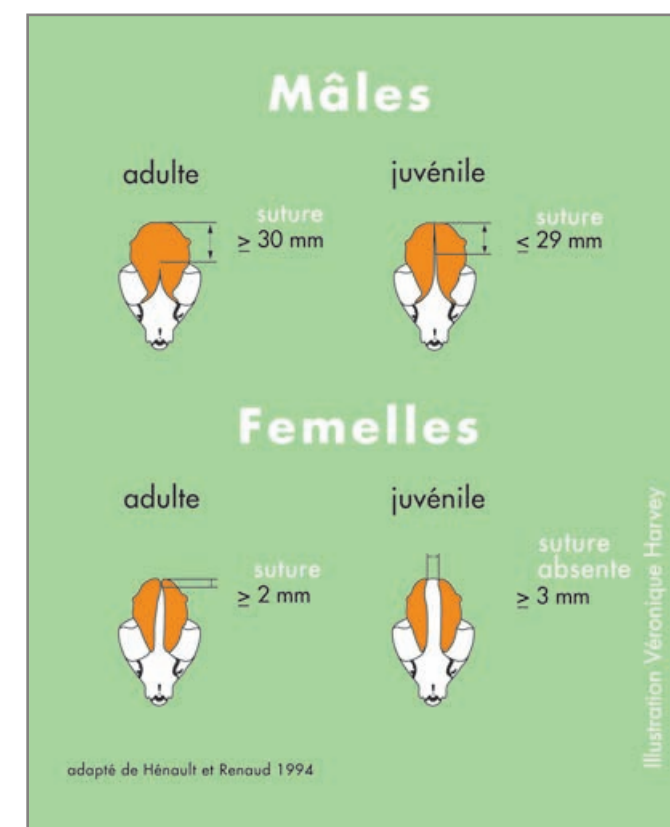 Mâles
adulte
juvénile
suture
≥ 30 mm
suture
≤ 29 mm
Femelles
adulte
juvénile
suture
≥ 2 mm
suture
absente
≥ 3 mm
adapté de Hénault et Renaud 1994
Illustration Véronique Harvey